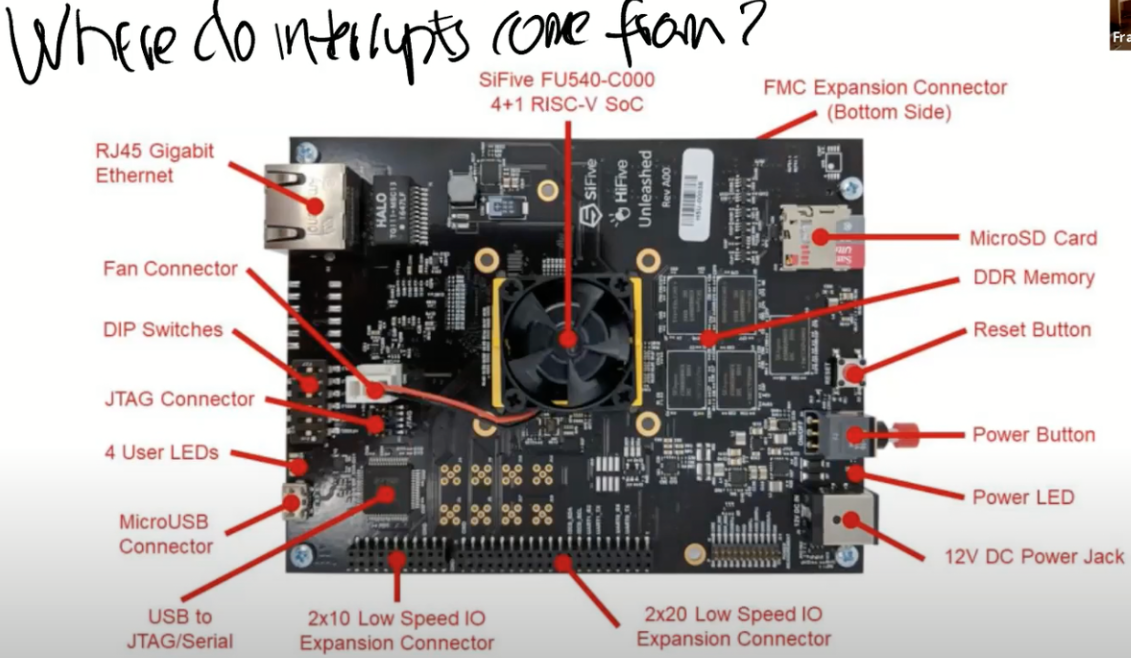 Where do interrupts come from?
Fra
SiFive FU540-C000
4+1 RISC-V SoC
FMC Expansion Connector
(Bottom Side)
RJ45 Gigabit
Ethernet
HALO
SiFive
HiFive
Unleashed
Rev A00
MicroSD Card
Fan Connector
DDR Memory
DIP Switches
Reset Button
JTAG Connector
Power Button
ON/OFF
4 User LEDs
Power LED
MicroUSB
Connector
12V DC Power Jack
USB to
JTAG/Serial
2x10 Low Speed IO
Expansion Connector
2x20 Low Speed IO
Expansion Connector